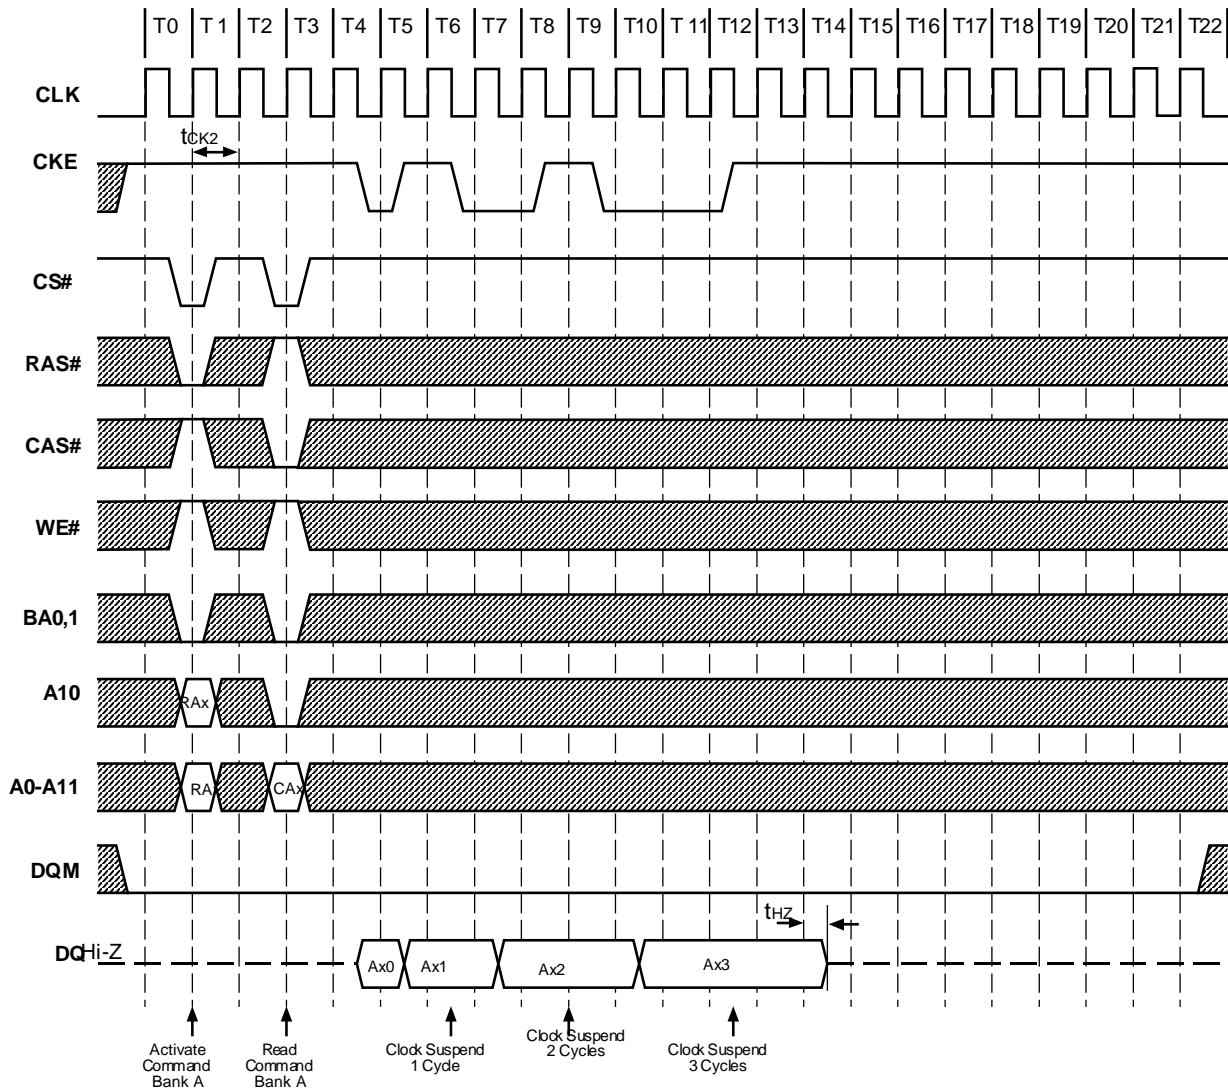 T0 T 1 T2 T3 T4 T5 T6 T7 T8 T9 T10 T 11 T12 T13 T14 T15 T16 T17 T18 T19 T20 T21 T22
CLK
tCK2
CKE
CS#
RAS#
CAS#
WE#
BA0,1
A10
RAx
A0-A11
RA
CAx
DQM
tHZ
DQ Hi-Z
Ax0 Ax1 Ax2 Ax3
Activate
Command
Bank A
Read
Command
Bank A
Clock Suspend
1 Cycle
Clock Suspend
2 Cycles
Clock Suspend
3 Cycles